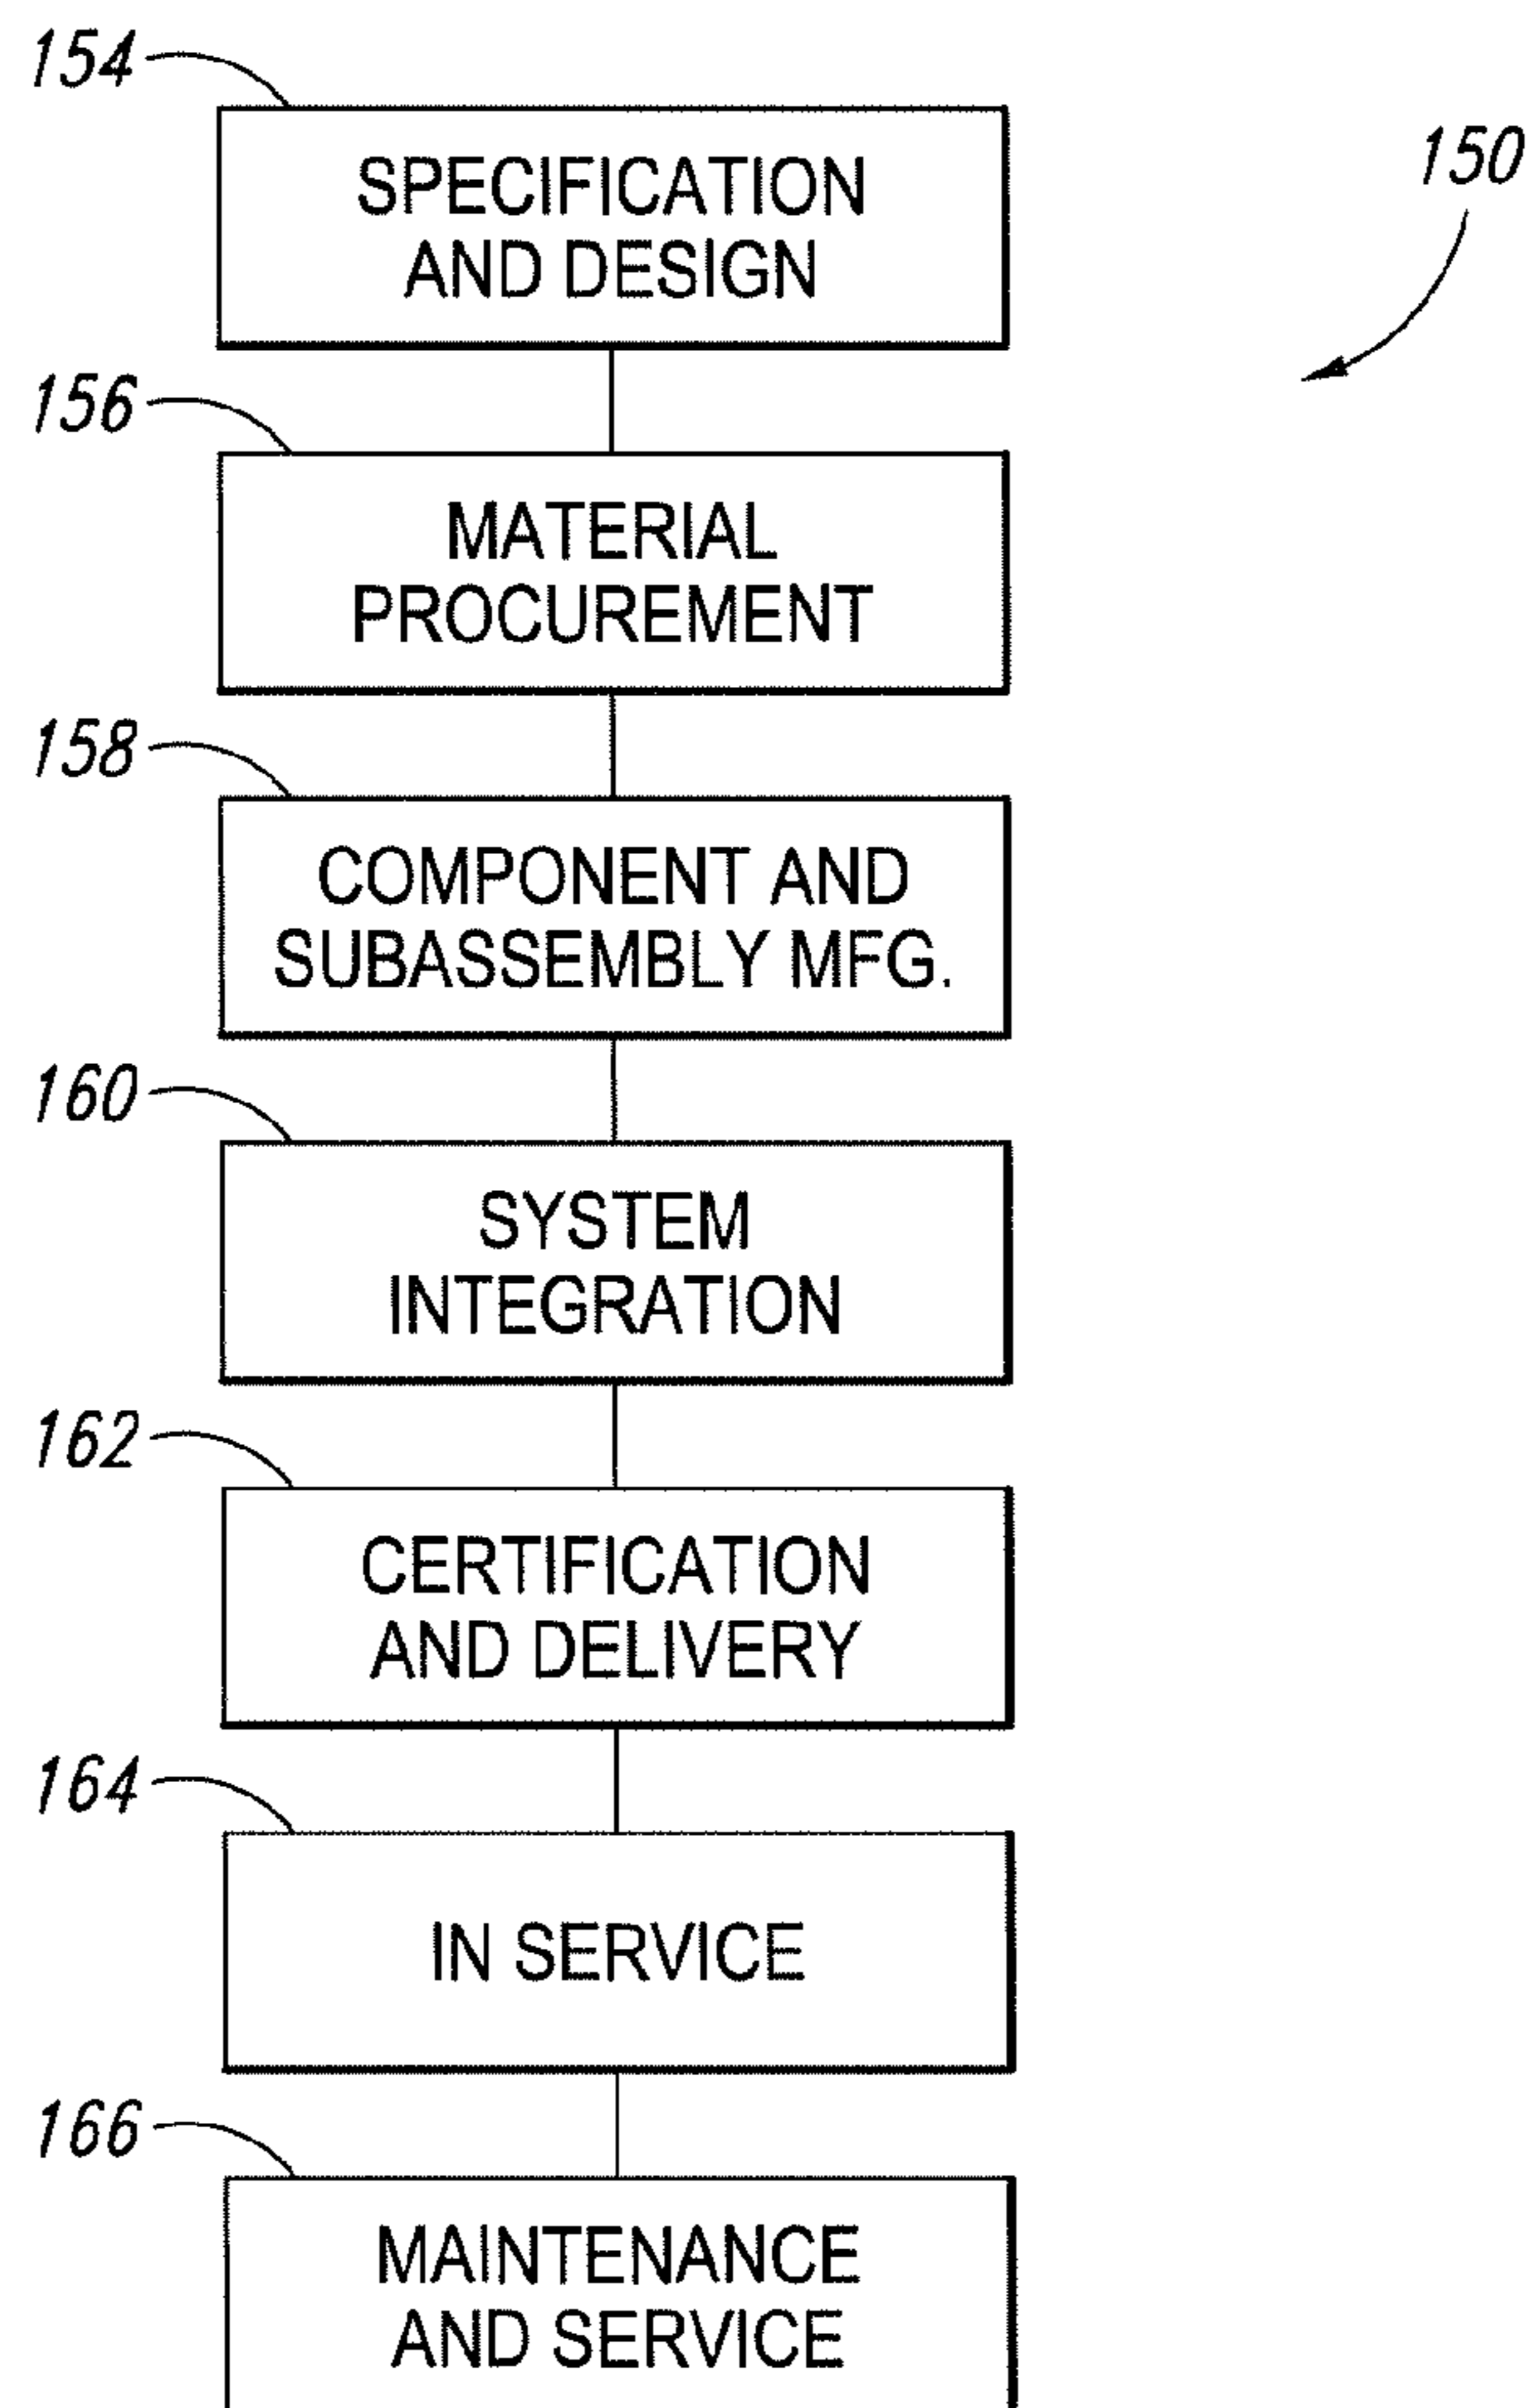 154
SPECIFICATION
AND DESIGN
150
156
MATERIAL
PROCUREMENT
158
COMPONENT AND
SUBASSEMBLY MFG.
160
SYSTEM
INTEGRATION
162
CERTIFICATION
AND DELIVERY
164
IN SERVICE
166
MAINTENANCE
AND SERVICE